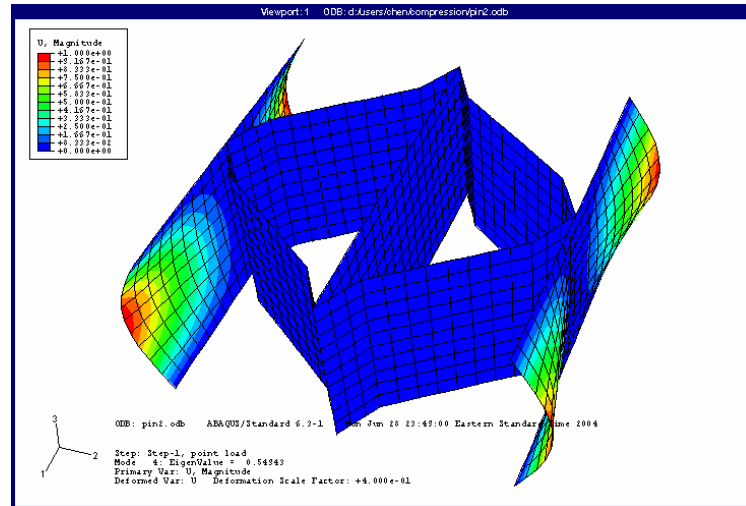 Viewport: 1 ODB: d:/users/chen/compression/pin2.odb
U, Magnitude
+1.000e+00
+9.167e-01
+8.333e-01
+7.500e-01
+6.667e-01
+5.833e-01
+5.000e-01
+4.167e-01
+3.333e-01
+2.500e-01
+1.667e-01
+8.333e-02
+0.000e+00
3
2
1
ODB: pin2.odb ABAQUS/Standard 6.3-1 Mon Jun 28 23:49:00 Eastern Standard Time 2004
Step: Step-1, point load
Mode 4: EigenValue = 0.54943
Primary Var: U, Magnitude
Deformed Var: U Deformation Scale Factor: +4.000e-01